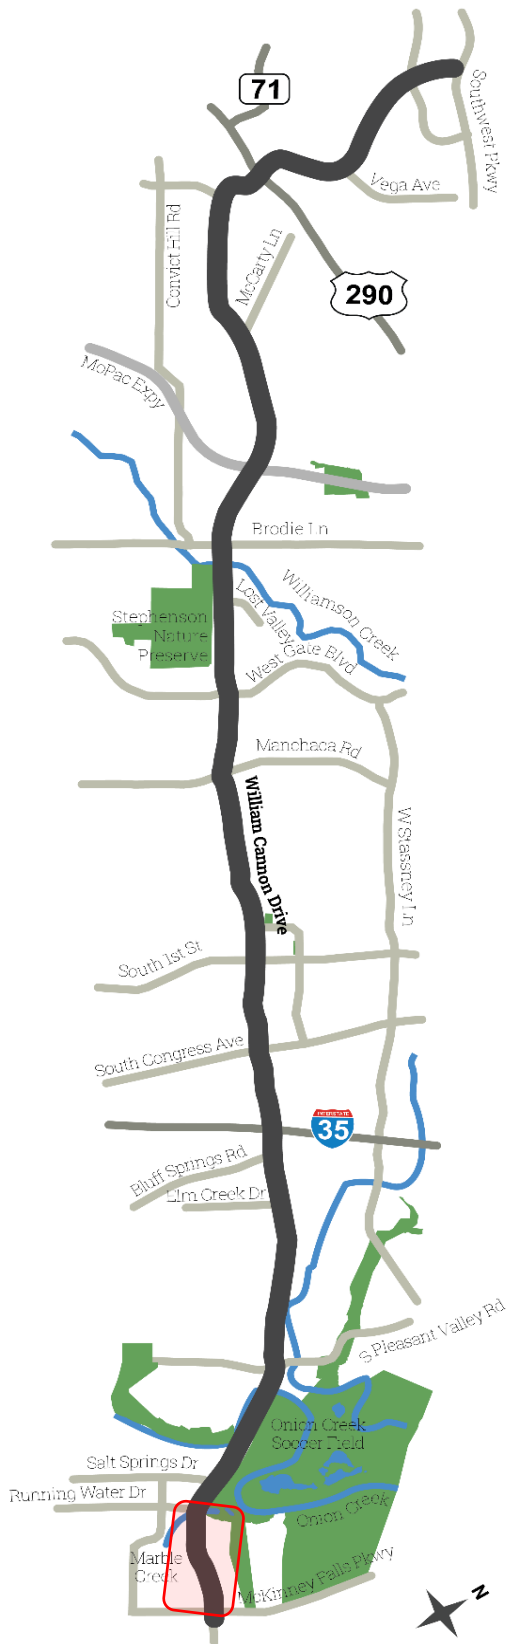 71
Southwest Pkwy
Vega Ave
Convict Hill Rd
McCarty Ln
290
MoPac Expy
Brodie Ln
Williamson Creek
Lost Valley
Stephenson
Nature
Preserve
West Gate Blvd
Manchaca Rd
William Cannon Drive
W Stassney Ln
South 1st St
South Congress Ave
INTERSTATE
35
Bluff Springs Rd
Elm Creek Dr
S Pleasant Valley Rd
Onion Creek
Soccer Field
Salt Springs Dr
Running Water Dr
Onion Creek
Marble
Creek
McKinney Falls Pkwy
N